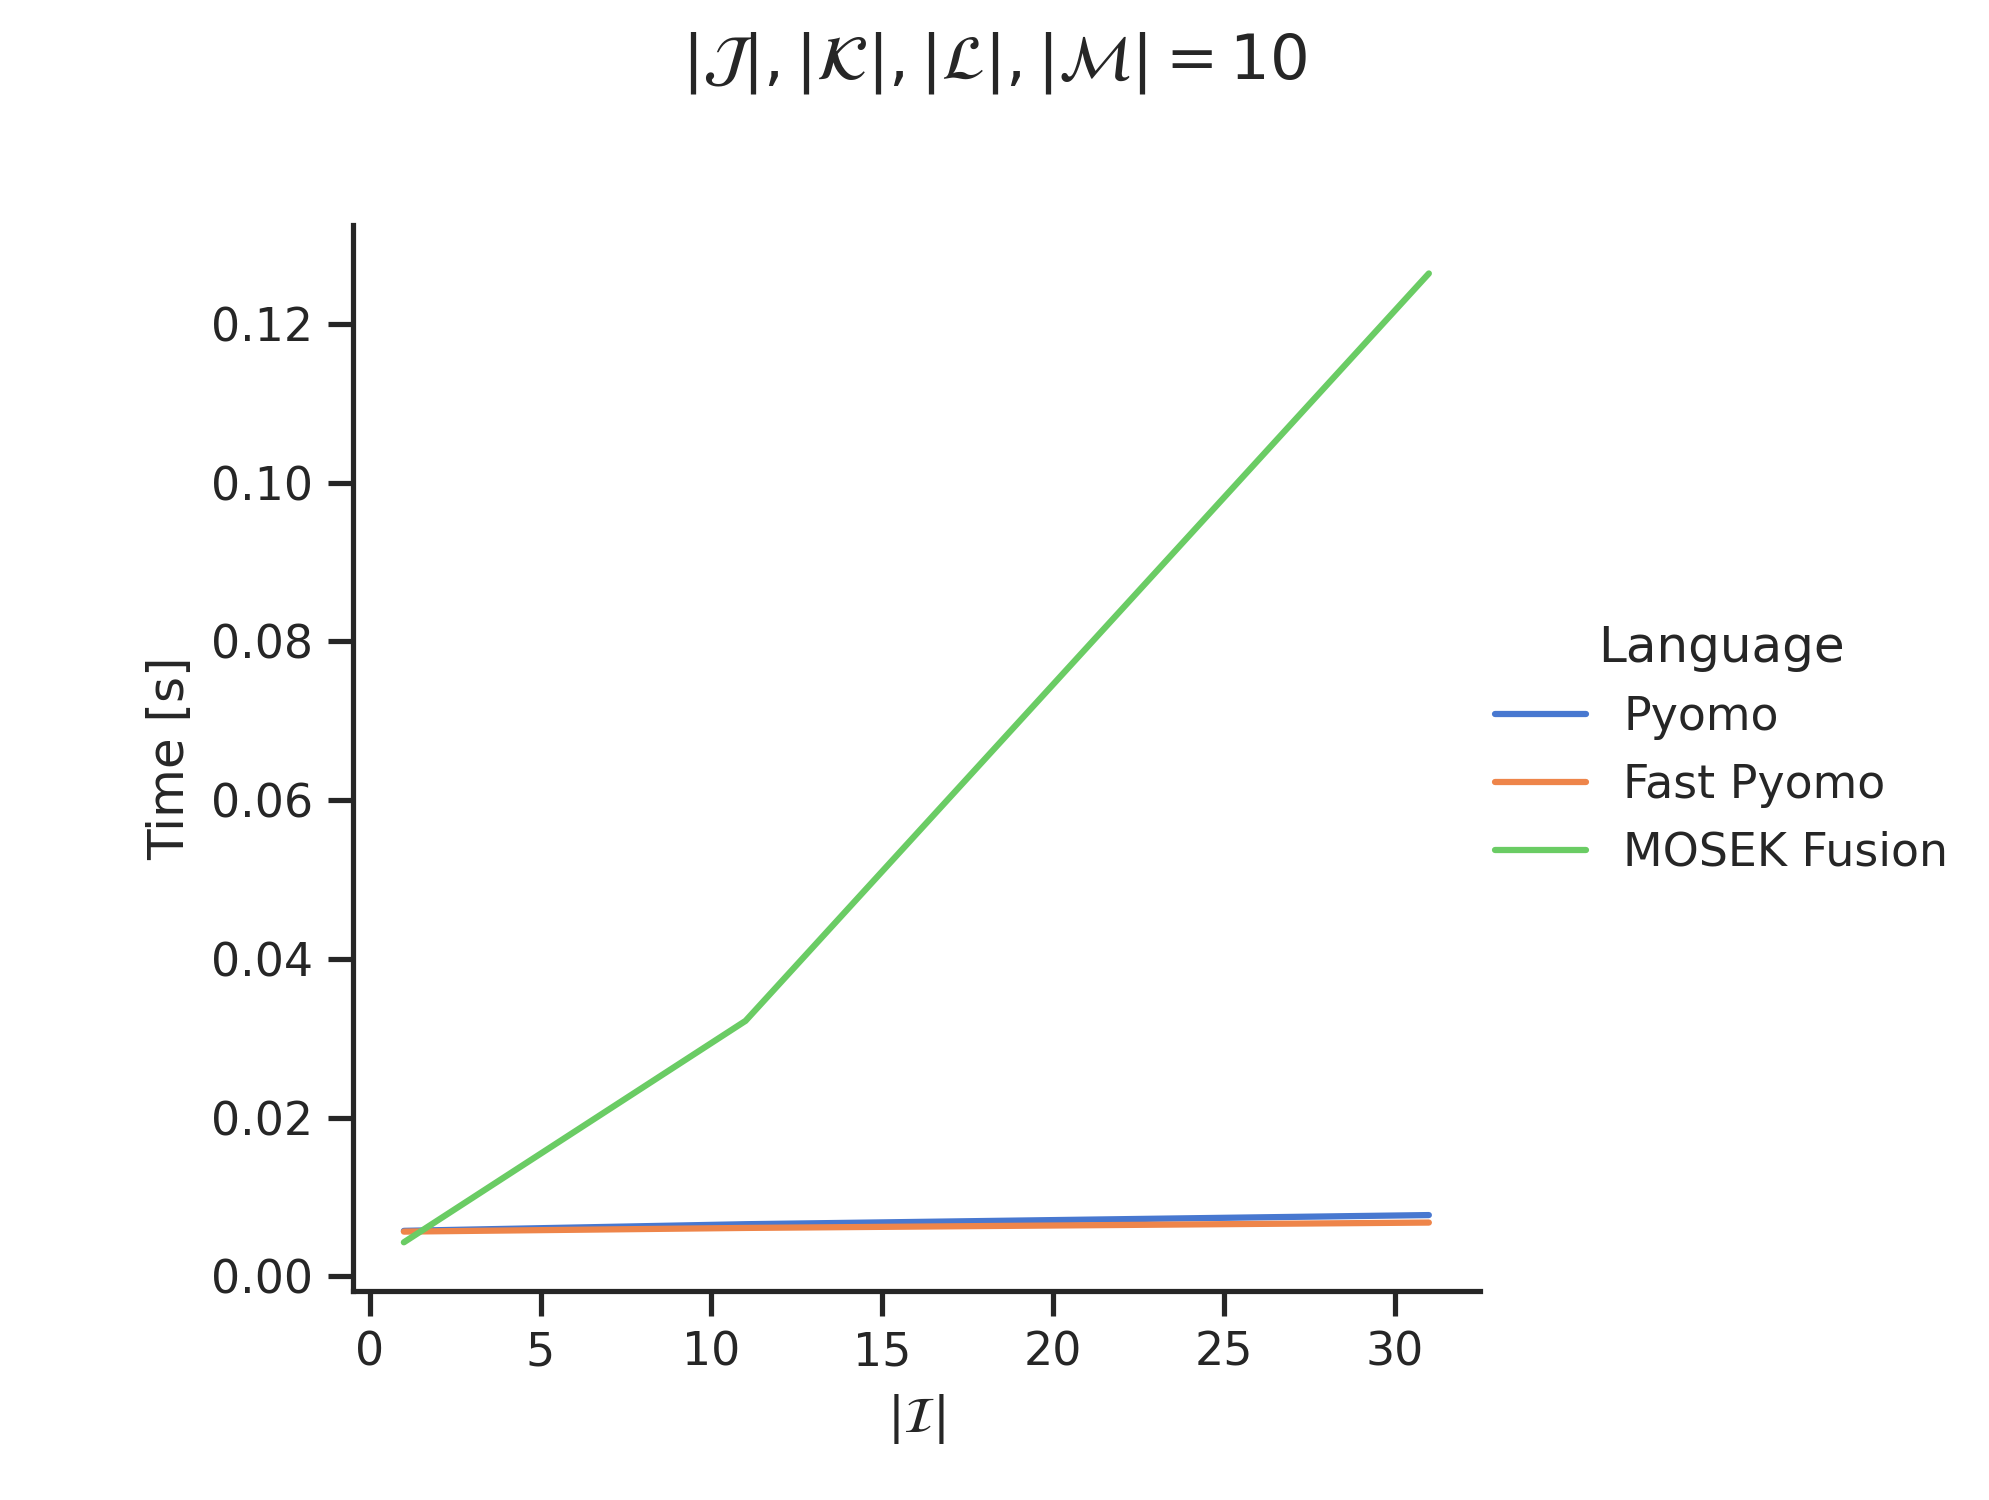 |𝒥|, |𝒦|, |ℒ|, |ℳ| = 10
0.12
0.10
0.08
0.06
0.04
0.02
0.00
Time [s]
0 5 10 15 20 25 30
|ℐ|
Language
Pyomo
Fast Pyomo
MOSEK Fusion